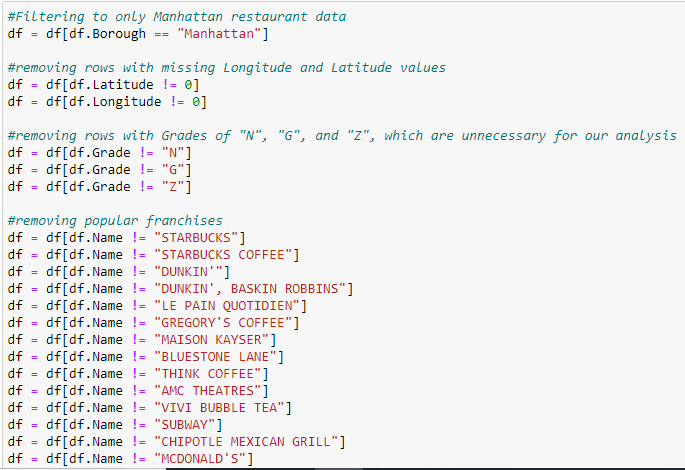 #Filtering to only Manhattan restaurant data
df = df[df.Borough == "Manhattan"]
#removing rows with missing Longitude and Latitude values
df = df[df.Latitude != 0]
df = df[df.Longitude != 0]
#removing rows with Grades of "N", "G", and "Z", which are unnecessary for our analysis
df = df[df.Grade != "N"]
df = df[df.Grade != "G"]
df = df[df.Grade != "Z"]
#removing popular franchises
df = df[df.Name != "STARBUCKS"]
df = df[df.Name != "STARBUCKS COFFEE"]
df = df[df.Name != "DUNKIN'"]
df = df[df.Name != "DUNKIN', BASKIN ROBBINS"]
df = df[df.Name != "LE PAIN QUOTIDIEN"]
df = df[df.Name != "GREGORY'S COFFEE"]
df = df[df.Name != "MAISON KAYSER"]
df = df[df.Name != "BLUESTONE LANE"]
df = df[df.Name != "THINK COFFEE"]
df = df[df.Name != "AMC THEATRES"]
df = df[df.Name != "VIVI BUBBLE TEA"]
df = df[df.Name != "SUBWAY"]
df = df[df.Name != "CHIPOTLE MEXICAN GRILL"]
df = df[df.Name != "MCDONALD'S"]